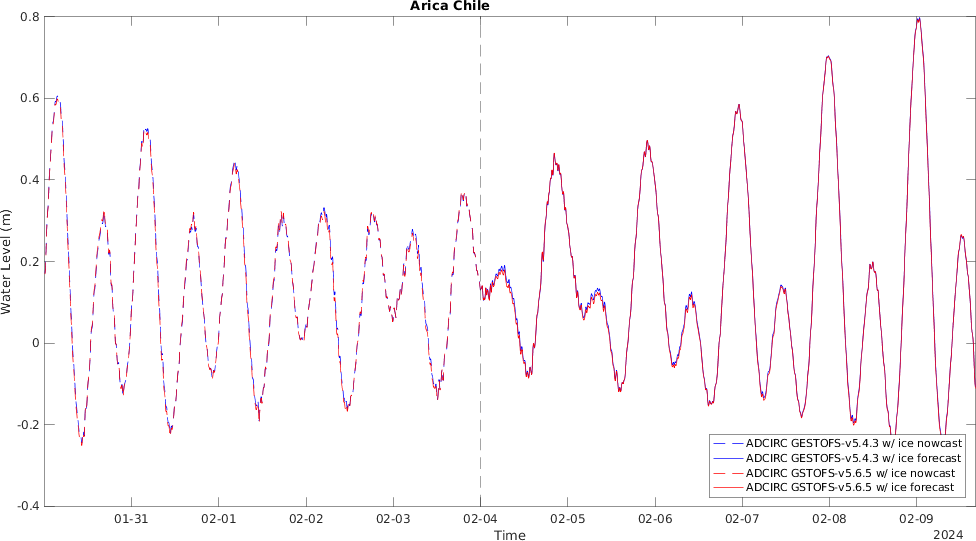 Arica Chile
0.8
0.6
0.4
0.2
0
-0.2
-0.4
Water Level (m)
ADCIRC GESTOFS-v5.4.3 w/ ice nowcast
ADCIRC GESTOFS-v5.4.3 w/ ice forecast
ADCIRC GSTOFS-v5.6.5 w/ ice nowcast
ADCIRC GSTOFS-v5.6.5 w/ ice forecast
01-31 02-01 02-02 02-03 02-04 02-05 02-06 02-07 02-08 02-09
Time
2024